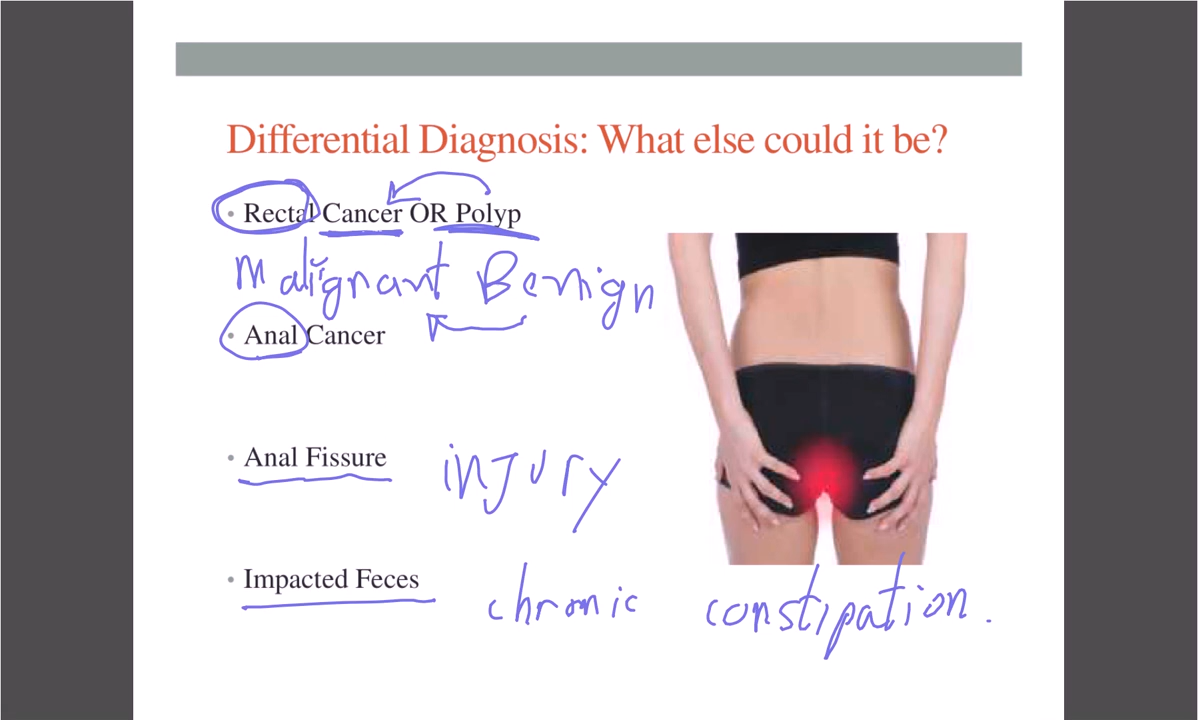 Differential Diagnosis: What else could it be?
• Rectal Cancer OR Polyp
Malignant Benign
• Anal Cancer
• Anal Fissure injury
• Impacted Feces chronic constipation.